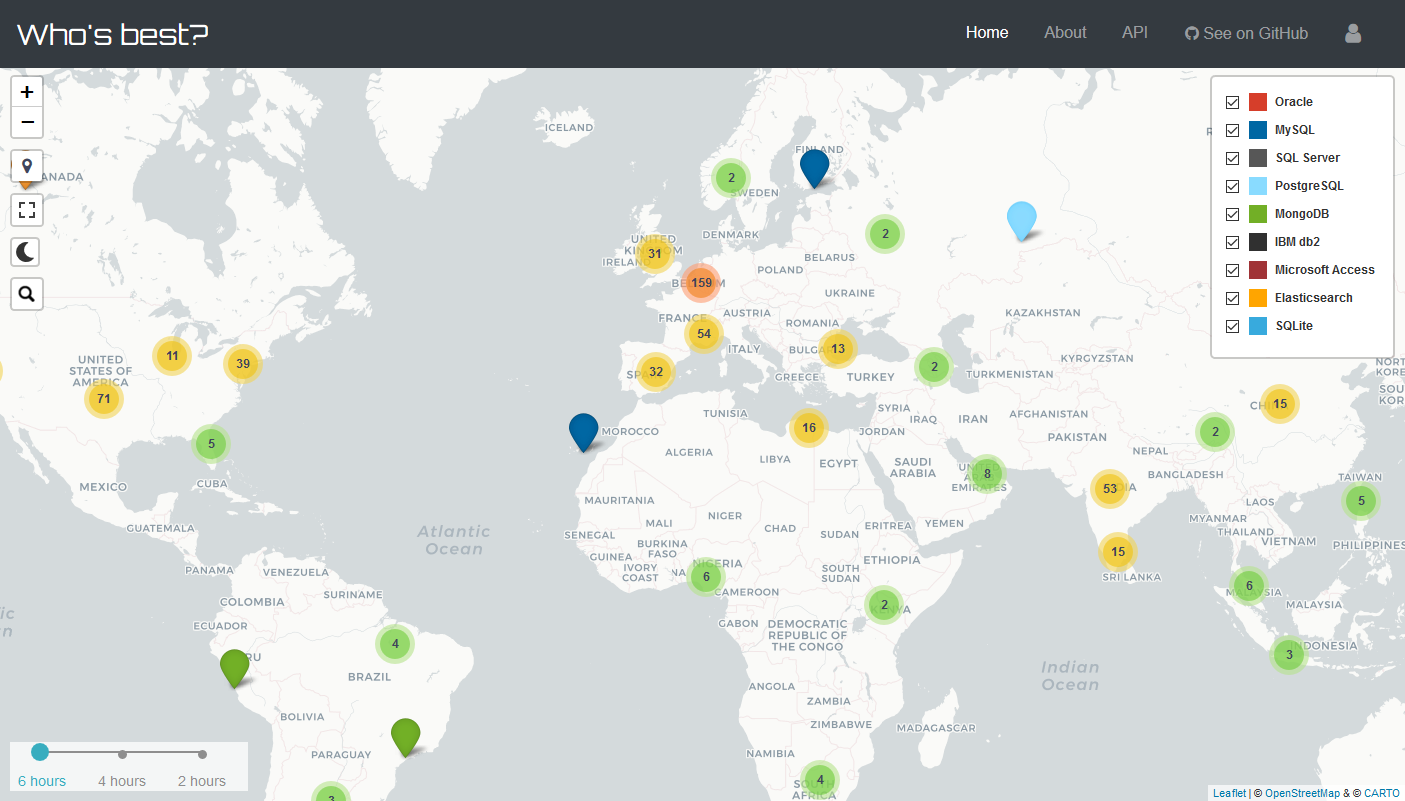 Who's best?
Home
About
API
See on GitHub
+
−
ICELAND
FINLAND
SWEDEN
2
2
DENMARK
UNITED
KINGDOM
31
IRELAND
BELARUS
POLAND
BELGIUM
159
UKRAINE
AUSTRIA
FRANCE
54
ROMANIA
KAZAKHSTAN
ITALY
BULGARIA
13
KYRGYZSTAN
SPAIN
32
GREECE
TURKEY
2
TURKMENISTAN
CANADA
UNITED
STATES OF
AMERICA
11
39
71
5
CUBA
MEXICO
GUATEMALA
TUNISIA
16
SYRIA
IRAQ
IRAN
AFGHANISTAN
MOROCCO
JORDAN
PAKISTAN
ALGERIA
LIBYA
EGYPT
SAUDI
ARABIA
UNITED
ARAB
EMIRATES
8
NEPAL
2
CHINA
15
BANGLADESH
INDIA
53
TAIWAN
5
MAURITANIA
MALI
NIGER
CHAD
SUDAN
ERITREA
YEMEN
LAOS
MYANMAR
THAILAND
VIETNAM
PHILIPPINES
SENEGAL
BURKINA
FASO
GUINEA
IVORY
COAST
NIGERIA
6
ETHIOPIA
SOUTH
SUDAN
15
SRI LANKA
Atlantic
Ocean
PANAMA
VENEZUELA
SURINAME
COLOMBIA
ECUADOR
CAMEROON
GABON
DEMOCRATIC
REPUBLIC OF
THE CONGO
2
KENYA
6
MALAYSIA
MALAYSIA
3
INDONESIA
4
PERU
BRAZIL
BOLIVIA
PARAGUAY
3
Indian
Ocean
ANGOLA
ZAMBIA
ZIMBABWE
MADAGASCAR
NAMIBIA
4
SOUTH
AFRICA
Oracle
MySQL
SQL Server
PostgreSQL
MongoDB
IBM db2
Microsoft Access
Elasticsearch
SQLite
6 hours
4 hours
2 hours
Leaflet | © OpenStreetMap & © CARTO